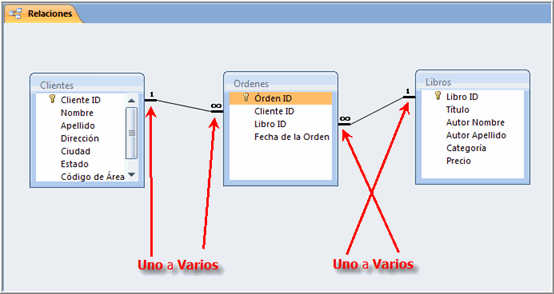 Relaciones
Clientes
Cliente ID
Nombre
Apellido
Dirección
Ciudad
Estado
Código de Área
1
∞
Ordenes
Órden ID
Cliente ID
Libro ID
Fecha de la Orden
∞
1
Libros
Libro ID
Título
Autor Nombre
Autor Apellido
Categoría
Precio
Uno a Varios
Uno a Varios